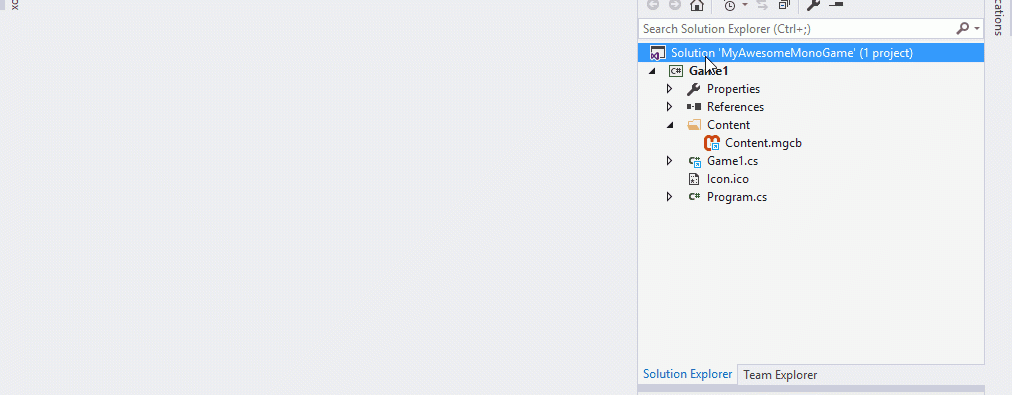 Search Solution Explorer (Ctrl+;)
Solution 'MyAwesomeMonoGame' (1 project)
C# Game1
Properties
References
Content
Content.mgcb
C# Game1.cs
Icon.ico
C# Program.cs
Solution Explorer Team Explorer
ox
cations